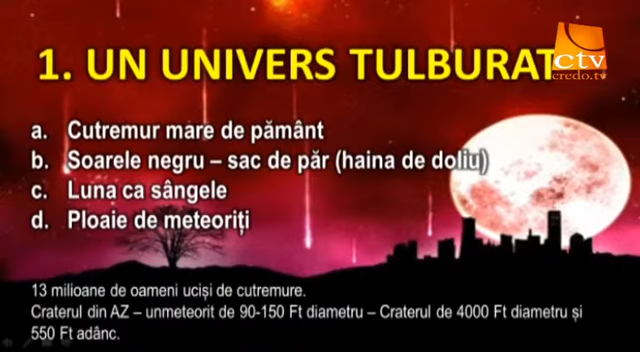 1. UN UNIVERS TULBURAT
ctv
credo.tv
a. Cutremur mare de pământ
b. Soarele negru – sac de păr (haina de doliu)
c. Luna ca sângele
d. Ploaie de meteoriți
13 milioane de oameni uciși de cutremure.
Craterul din AZ – unmeteorit de 90-150 Ft diametru – Craterul de 4000 Ft diametru și
550 Ft adânc.